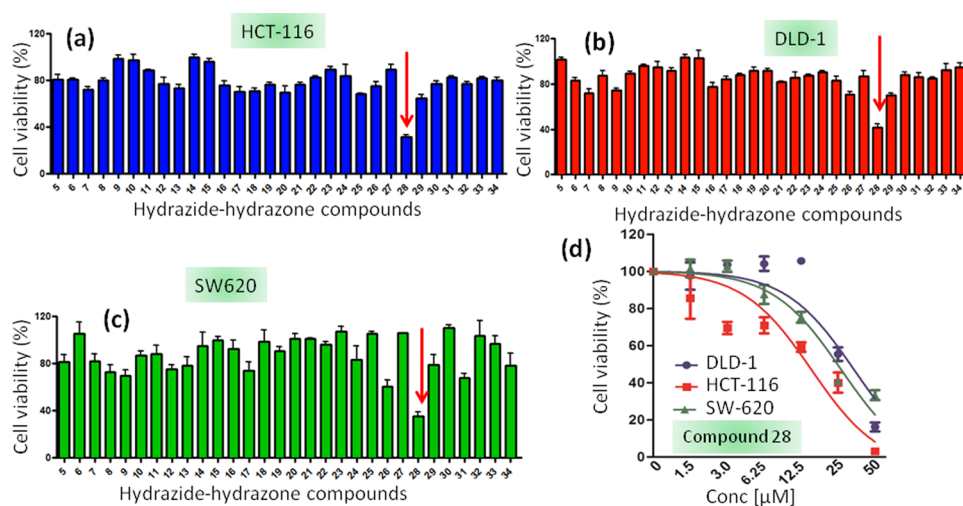 (a)
HCT-116
Cell viability (%)
120
80
40
0
5 6 7 8 9 10 11 12 13 14 15 16 17 18 19 20 21 22 23 24 25 26 27 28 29 30 31 32 33 34
Hydrazide-hydrazone compounds
(b)
DLD-1
Cell viability (%)
120
80
40
0
5 6 7 8 9 10 11 12 13 14 15 16 17 18 19 20 21 22 23 24 25 26 27 28 29 30 31 32 33 34
Hydrazide-hydrazone compounds
(c)
SW620
Cell viability (%)
120
80
40
0
5 6 7 8 9 10 11 12 13 14 15 16 17 18 19 20 21 22 23 24 25 26 27 28 29 30 31 32 33 34
Hydrazide-hydrazone compounds
(d)
Cell viability (%)
120
100
80
60
40
20
0
DLD-1
HCT-116
SW-620
Compound 28
0 1.5 3.0 6.25 12.5 25 50
Conc [µM]